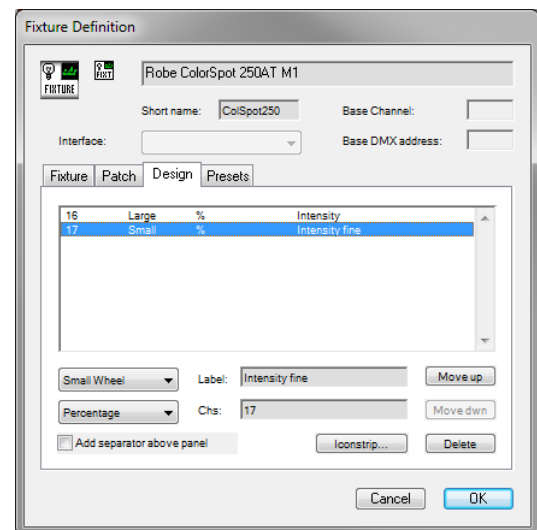 Fixture Definition
FIXTURE
FIXT
Robe ColorSpot 250AT M1
Short name: ColSpot250 Base Channel:
Interface: Base DMX address:
Fixture Patch Design Presets
16 Large % Intensity
17 Small % Intensity fine
Small Wheel Label: Intensity fine Move up
Percentage Chs: 17 Move dwn
Add separator above panel Iconstrip... Delete
Cancel OK